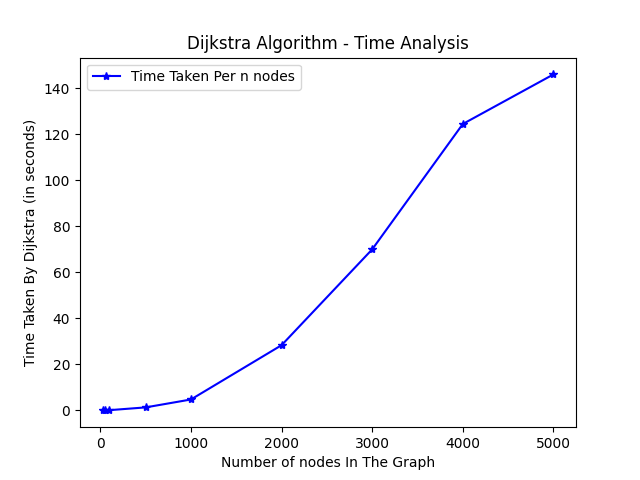 Dijkstra Algorithm - Time Analysis
Time Taken Per n nodes
Time Taken By Dijkstra (in seconds)
140
120
100
80
60
40
20
0
0 1000 2000 3000 4000 5000
Number of nodes In The Graph